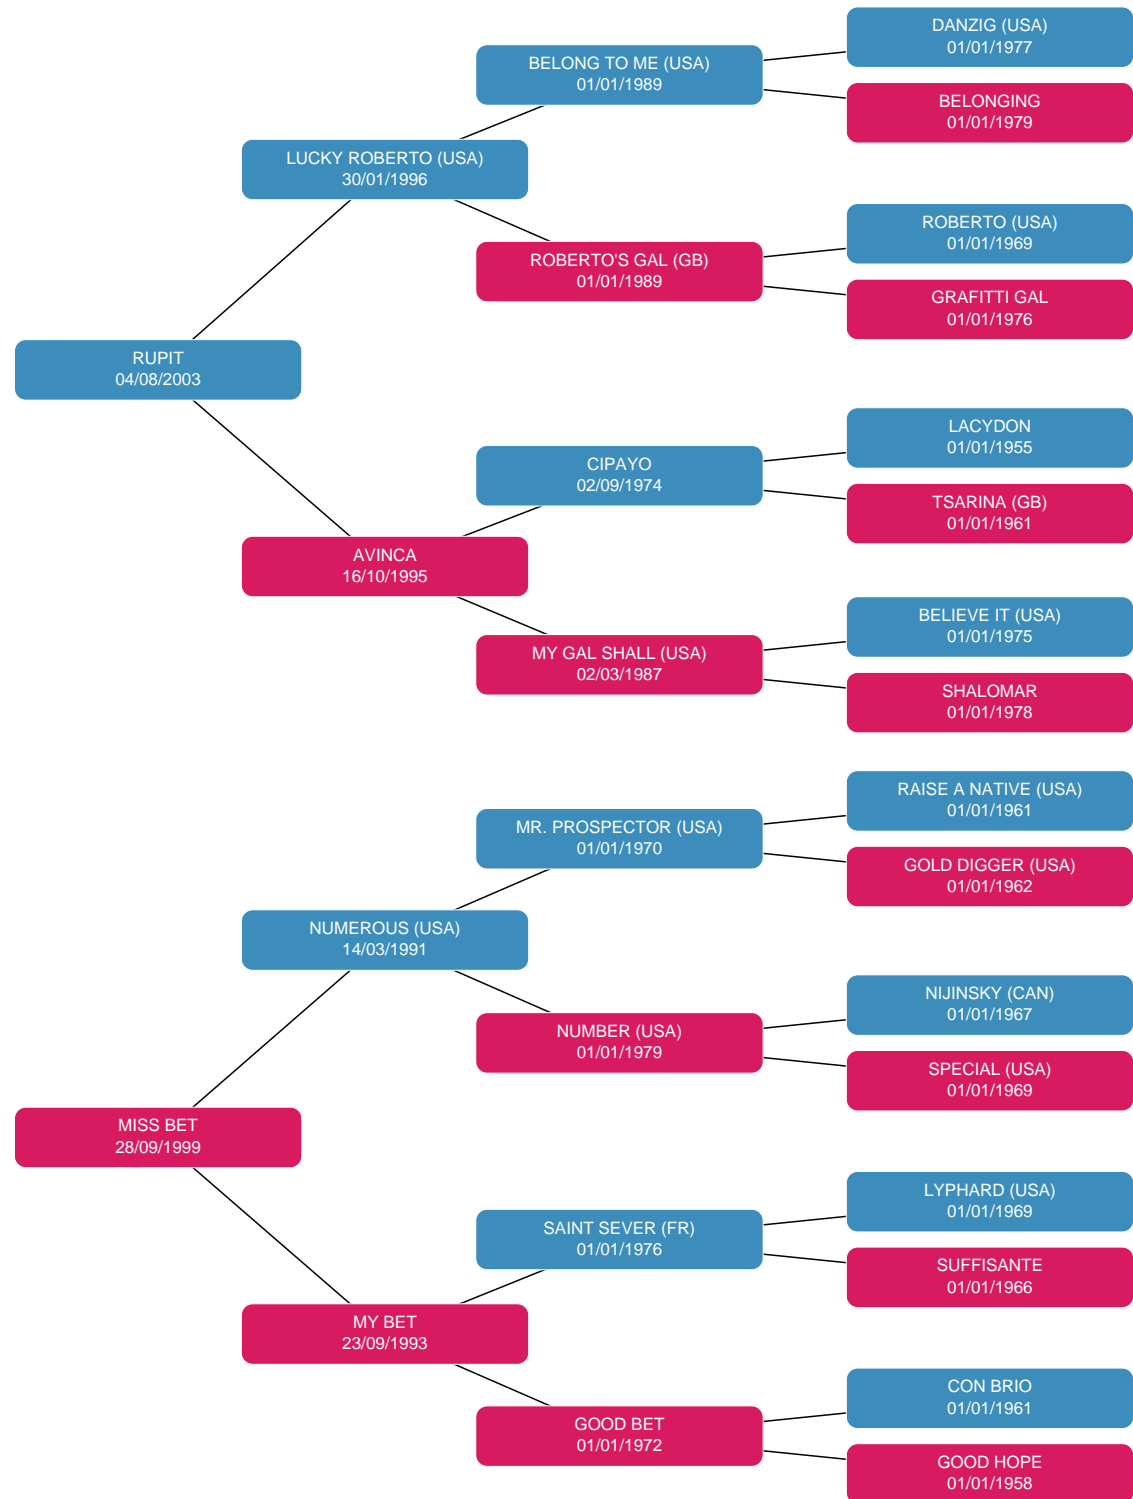 DANZIG (USA)
01/01/1977
BELONG TO ME (USA)
01/01/1989
BELONGING
01/01/1979
LUCKY ROBERTO (USA)
30/01/1996
ROBERTO (USA)
01/01/1969
ROBERTO'S GAL (GB)
01/01/1989
GRAFITTI GAL
01/01/1976
RUPIT
04/08/2003
LACYDON
01/01/1955
CIPAYO
02/09/1974
TSARINA (GB)
01/01/1961
AVINCA
16/10/1995
BELIEVE IT (USA)
01/01/1975
MY GAL SHALL (USA)
02/03/1987
SHALOMAR
01/01/1978
RAISE A NATIVE (USA)
01/01/1961
MR. PROSPECTOR (USA)
01/01/1970
GOLD DIGGER (USA)
01/01/1962
NUMEROUS (USA)
14/03/1991
NIJINSKY (CAN)
01/01/1967
NUMBER (USA)
01/01/1979
SPECIAL (USA)
01/01/1969
MISS BET
28/09/1999
LYPHARD (USA)
01/01/1969
SAINT SEVER (FR)
01/01/1976
SUFFISANTE
01/01/1966
MY BET
23/09/1993
CON BRIO
01/01/1961
GOOD BET
01/01/1972
GOOD HOPE
01/01/1958